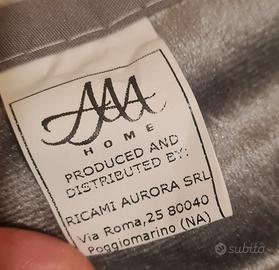 AAA
HOME
PRODUCED AND
DISTRIBUTED BY:
RICAMI AURORA SRL
Via Roma,25 80040
Poggiomarino (NA)
subito